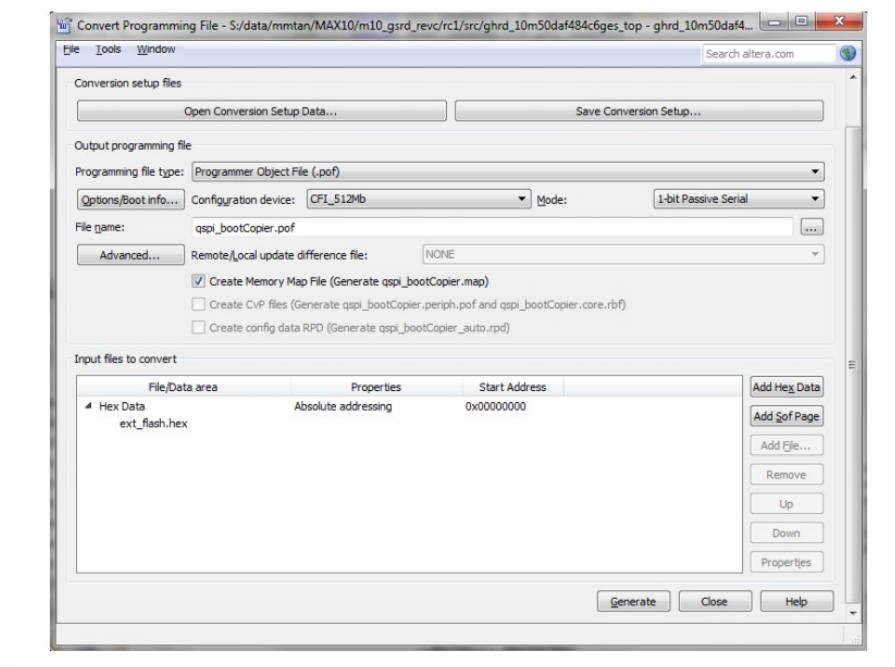 Convert Programming File - S:/data/mmtan/MAX10/m10_gsrd_revc/rc1/src/ghrd_10m50daf484c6ges_top - ghrd_10m50daf4...
File Tools Window
Search altera.com
Conversion setup files
Open Conversion Setup Data... Save Conversion Setup...
Output programming file
Programming file type: Programmer Object File (.pof)
Options/Boot info... Configuration device: CFI_512Mb Mode: 1-bit Passive Serial
File name: qspi_bootCopier.pof ...
Advanced... Remote/Local update difference file: NONE
Create Memory Map File (Generate qspi_bootCopier.map)
Create CvP files (Generate qspi_bootCopier.periph.pof and qspi_bootCopier.core.rbf)
Create config data RPD (Generate qspi_bootCopier_auto.rpd)
Input files to convert
File/Data area Properties Start Address
Add Hex Data
Hex Data Absolute addressing 0x00000000
Add Sof Page
ext_flash.hex
Add File...
Remove
Up
Down
Properties
Generate Close Help